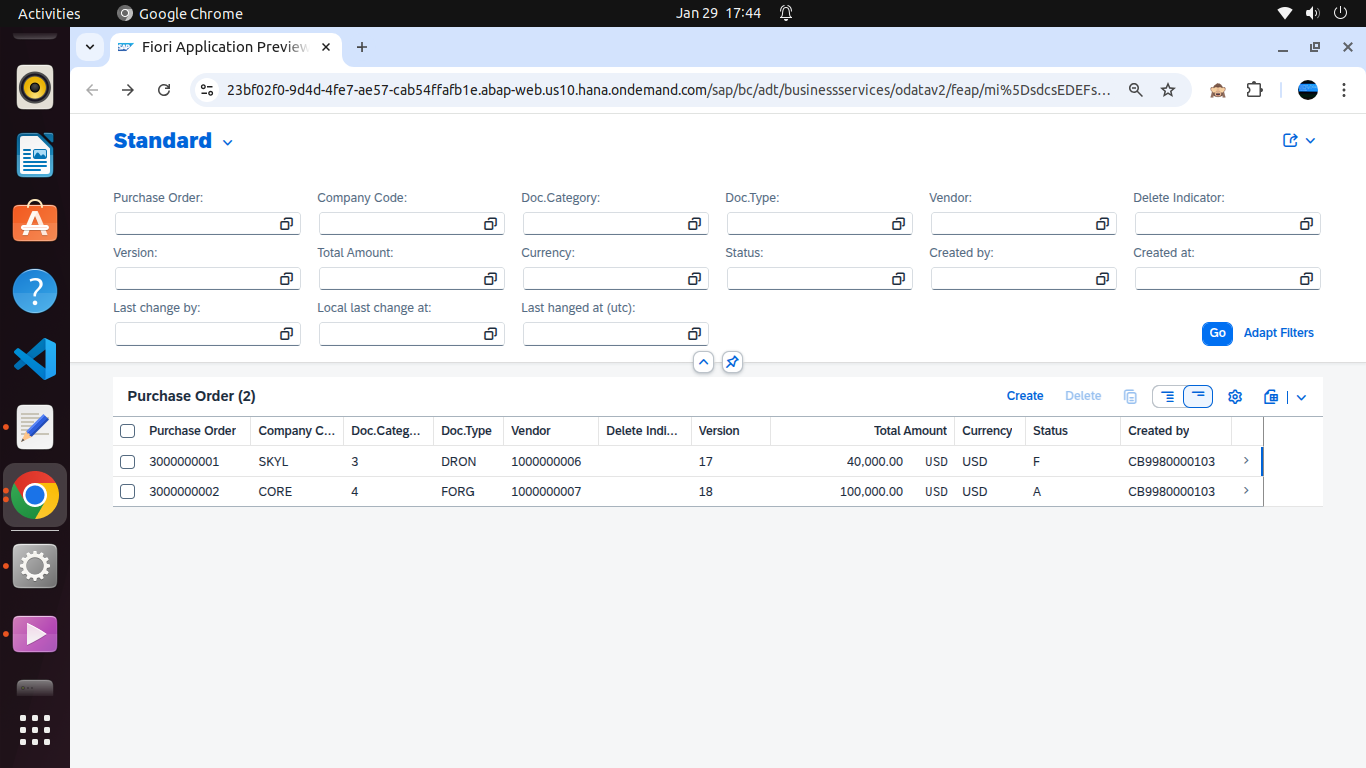 Activities Google Chrome Jan 29 17:44
Fiori Application Preview
23bf02f0-9d4d-4fe7-ae57-cab54ffafb1e.abap-web.us10.hana.ondemand.com/sap/bc/adt/businessservices/odatav2/feap/mi%5DsdcsEDEFs...
Standard
Purchase Order: Company Code: Doc.Category: Doc.Type: Vendor: Delete Indicator:
Version: Total Amount: Currency: Status: Created by: Created at:
Last change by: Local last change at: Last hanged at (utc):
Go Adapt Filters
Purchase Order (2) Create Delete
Purchase Order Company C... Doc.Categ... Doc.Type Vendor Delete Indi... Version Total Amount Currency Status Created by
3000000001 SKYL 3 DRON 1000000006 17 40,000.00 USD USD F CB9980000103
3000000002 CORE 4 FORG 1000000007 18 100,000.00 USD USD A CB9980000103